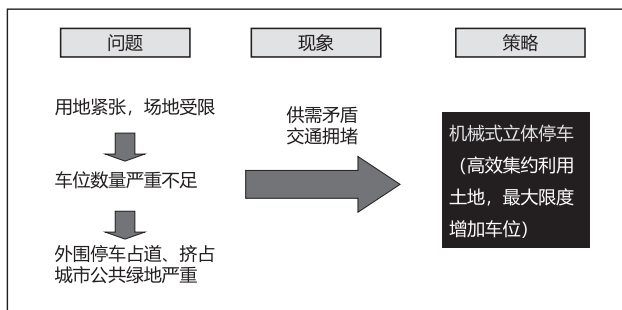 问题
现象
策略
用地紧张，场地受限
车位数量严重不足
外围停车占道、挤占
城市公共绿地严重
供需矛盾
交通拥堵
机械式立体停车
（高效集约利用
土地，最大限度
增加车位）